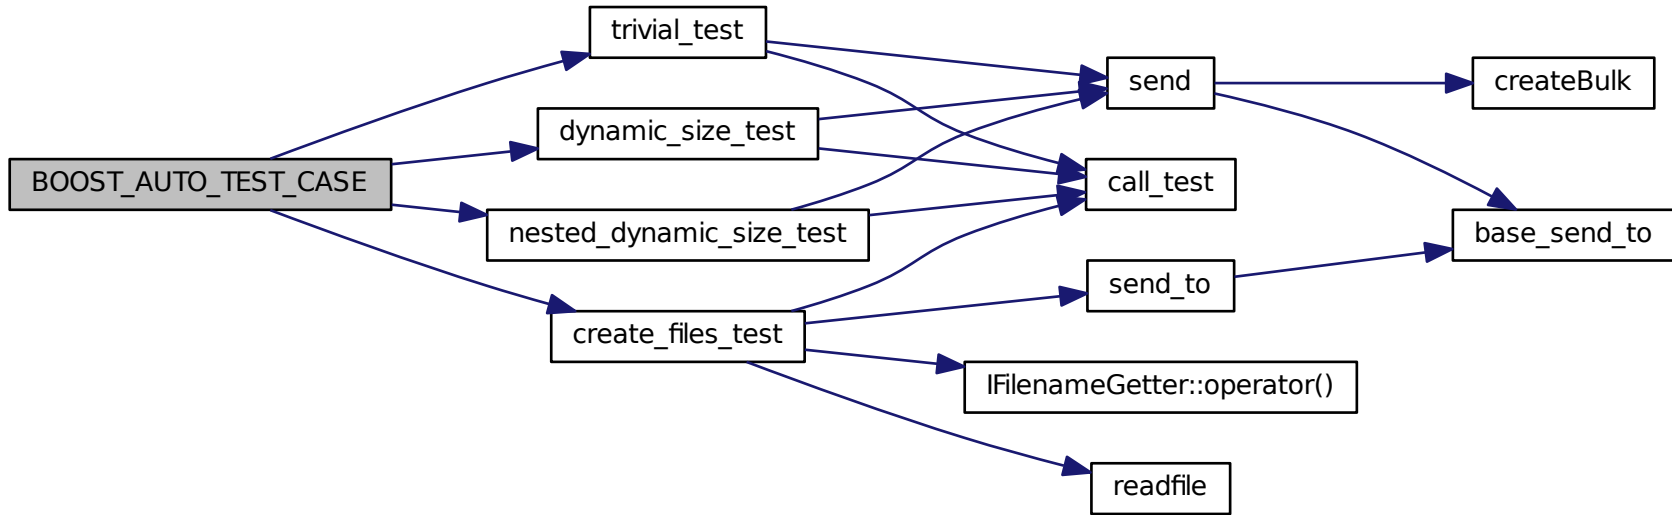 BOOST_AUTO_TEST_CASE
trivial_test
dynamic_size_test
nested_dynamic_size_test
create_files_test
send
call_test
send_to
IFilenameGetter::operator()
readfile
createBulk
base_send_to